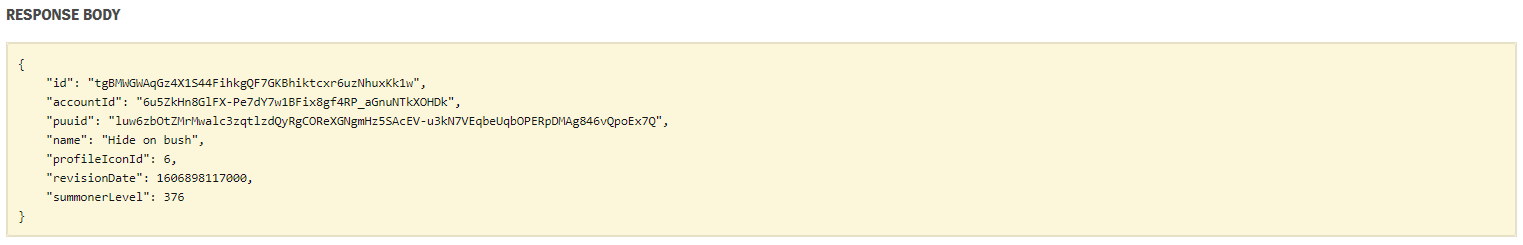 RESPONSE BODY
{
    "id": "tgBMWGWAqGz4X1S44FihkgQF7GKBhiktcxr6uzNhuxKk1w",
    "accountId": "6u5ZkHn8GlFX-Pe7dY7w1BFix8gf4RP_aGnuNTkXOHDk",
    "puuid": "luw6zbOtZMrMwalc3zqtlzdQyRgCOReXGNgmHz5SAcEV-u3kN7VEqbeUqbOPERpDMAg846vQpoEx7Q",
    "name": "Hide on bush",
    "profileIconId": 6,
    "revisionDate": 1606898117000,
    "summonerLevel": 376
}